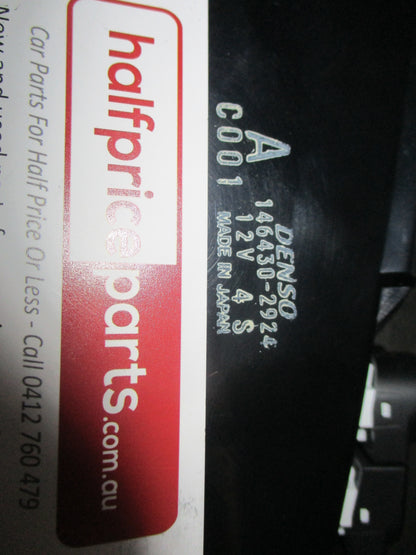 halfpriceparts.com.au
Car Parts For Half Price Or Less - Call 0412 760 479
A
C001
DENSO
146430-2924
12V 4S
MADE IN JAPAN